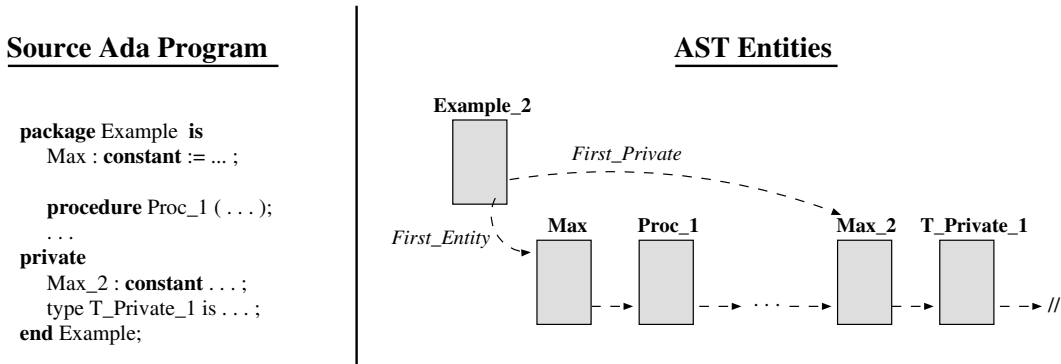 Source Ada Program
package Example is
Max : constant := ... ;
procedure Proc_1 ( . . . );
. . .
private
Max_2 : constant . . . ;
type T_Private_1 is . . . ;
end Example;
AST Entities
Example_2
First_Private
First_Entity
Max Proc_1 Max_2 T_Private_1
. . . //